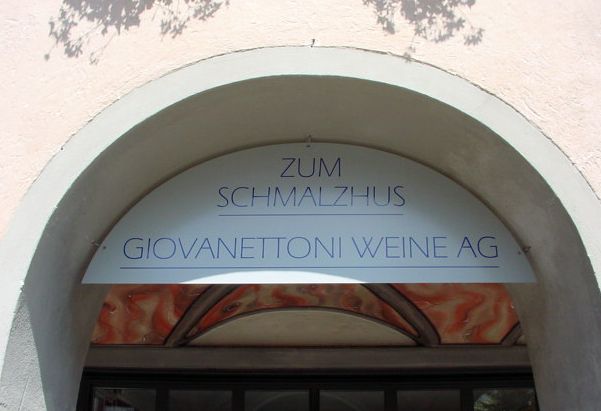 ZUM
SCHMALZHUS
GIOVANETTONI WEINE AG